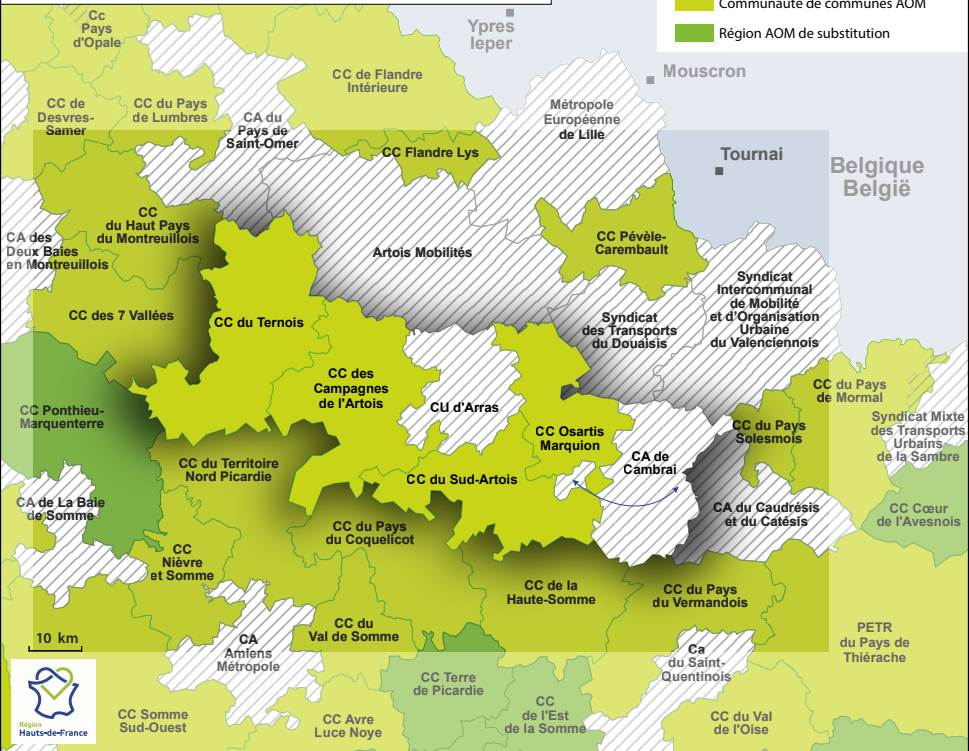 Communauté de communes AOM
Région AOM de substitution
Cc
Pays
d'Opale
Ypres
Ieper
Mouscron
CC de Flandre
Intérieure
CC de
Desvres-
Samer
CC du Pays
de Lumbres
CA du
Pays de
Saint-Omer
Métropole
Européenne
de Lille
CC Flandre Lys
Tournai
Belgique
België
CC
du Haut Pays
du Montreuillois
CA des
Deux Baies
en Montreuillois
Artois Mobilités
CC Pévèle-
Carembault
Syndicat
Intercommunal
de Mobilité
et d'Organisation
Urbaine
du Valenciennois
CC des 7 Vallées
CC du Ternois
Syndicat
des Transports
du Douaisis
CC des
Campagnes
de l'Artois
CU d'Arras
CC du Pays
de Mormal
CC Ponthieu-
Marquenterre
CC Osartis
Marquion
CC du Pays
Solesmois
Syndicat Mixte
des Transports
Urbains
de la Sambre
CC du Territoire
Nord Picardie
CC du Sud-Artois
CA de
Cambrai
CA de La Baie
de Somme
CA du Caudrésis
et du Catésis
CC Cœur
de l'Avesnois
CC du Pays
du Coquelicot
CC
Nièvre
et Somme
CC de la
Haute-Somme
CC du Pays
du Vermandois
CC du
Val de Somme
PETR
du Pays de
Thiérache
10 km
CA
Amiens
Métropole
Ca
du Saint-
Quentinois
CC Terre
de Picardie
CC
de l'Est
de la Somme
CC Somme
Sud-Ouest
CC Avre
Luce Noye
CC du Val
de l'Oise
Région
Hauts-de-France